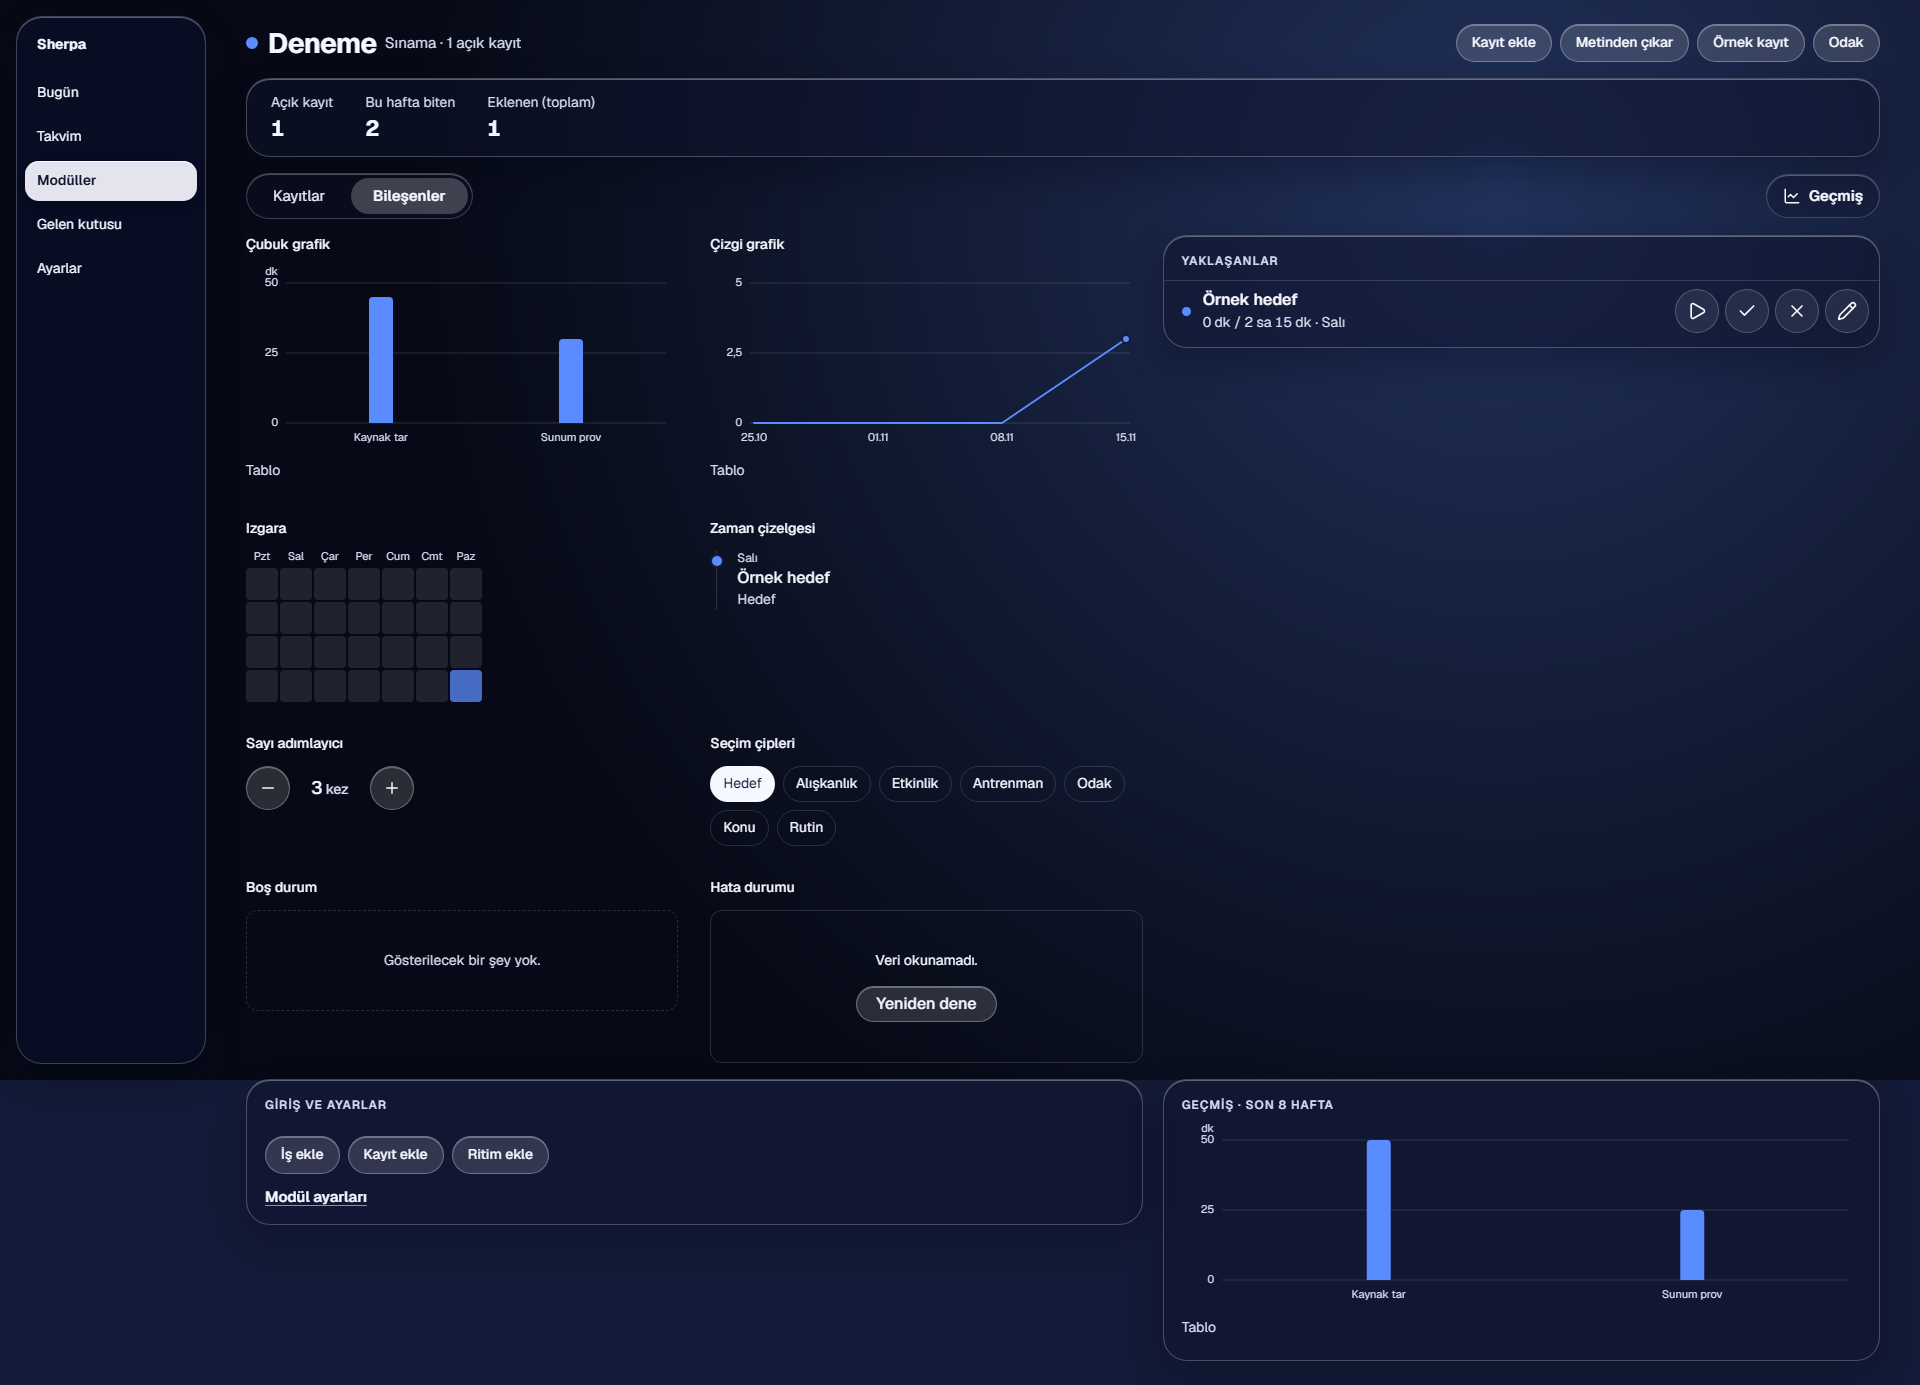 Sherpa
Bugün
Takvim
Modüller
Gelen kutusu
Ayarlar
Deneme Sınama · 1 açık kayıt
Kayıt ekle
Metinden çıkar
Örnek kayıt
Odak
Açık kayıt
1
Bu hafta biten
2
Eklenen (toplam)
1
Kayıtlar
Bileşenler
Geçmiş
Çubuk grafik
dk
50
25
0
Kaynak tar
Sunum prov
Tablo
Çizgi grafik
5
2,5
0
25.10
01.11
08.11
15.11
Tablo
YAKLAŞANLAR
Örnek hedef
0 dk / 2 sa 15 dk · Salı
Izgara
Pzt Sal Çar Per Cum Cmt Paz
Zaman çizelgesi
Salı
Örnek hedef
Hedef
Sayı adımlayıcı
3 kez
Seçim çipleri
Hedef
Alışkanlık
Etkinlik
Antrenman
Odak
Konu
Rutin
Boş durum
Gösterilecek bir şey yok.
Hata durumu
Veri okunamadı.
Yeniden dene
GİRİŞ VE AYARLAR
İş ekle
Kayıt ekle
Ritim ekle
Modül ayarları
GEÇMİŞ · SON 8 HAFTA
dk
50
25
0
Kaynak tar
Sunum prov
Tablo